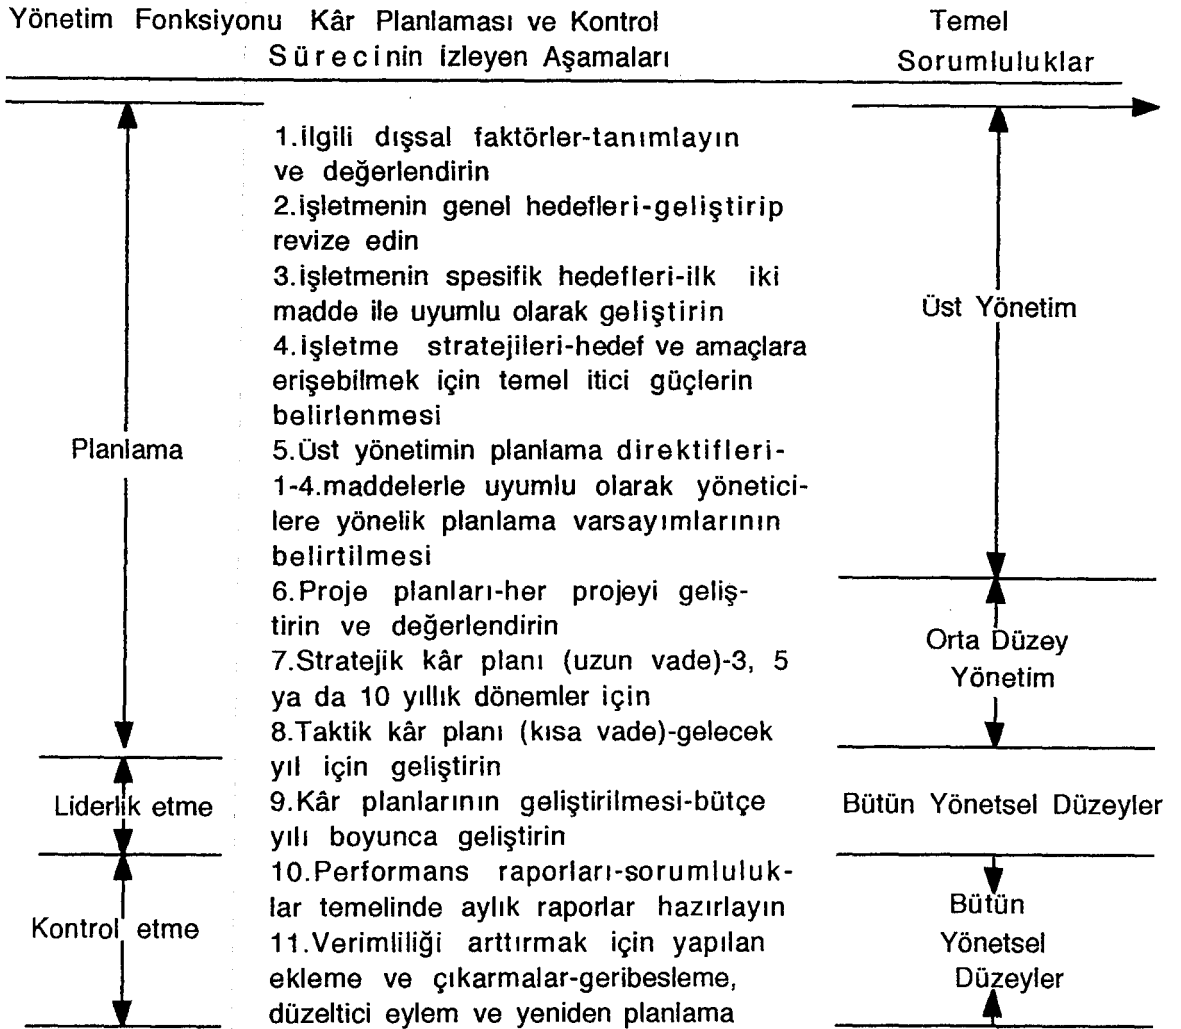 Yönetim Fonksiyonu Kâr Planlaması ve Kontrol Temel
Sürecinin İzleyen Aşamaları Sorumluluklar
1.İlgili dışsal faktörler-tanımlayın
ve değerlendirin
2.İşletmenin genel hedefleri-geliştirip
revize edin
3.İşletmenin spesifik hedefleri-ilk iki
madde ile uyumlu olarak geliştirin
Üst Yönetim
4.İşletme stratejileri-hedef ve amaçlara
erişebilmek için temel itici güçlerin
belirlenmesi
Planlama
5.Üst yönetimin planlama direktifleri-
1-4.maddelerle uyumlu olarak yönetici-
lere yönelik planlama varsayımlarının
belirtilmesi
6.Proje planları-her projeyi geliş-
tirin ve değerlendirin
Orta Düzey
Yönetim
7.Stratejik kâr planı (uzun vade)-3, 5
ya da 10 yıllık dönemler için
8.Taktik kâr planı (kısa vade)-gelecek
yıl için geliştirin
Liderlik etme
9.Kâr planlarının geliştirilmesi-bütçe
yılı boyunca geliştirin
Bütün Yönetsel Düzeyler
10.Performans raporları-sorumluluk-
lar temelinde aylık raporlar hazırlayın
Kontrol etme
11.Verimliliği arttırmak için yapılan
ekleme ve çıkarmalar-geribesleme,
düzeltici eylem ve yeniden planlama
Bütün
Yönetsel
Düzeyler